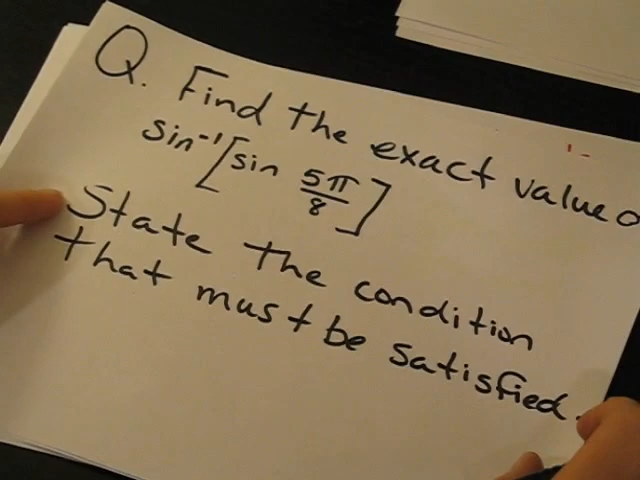 Q. Find the exact value o
sin⁻¹[sin 5π/8]
State the condition
that must be satisfied.